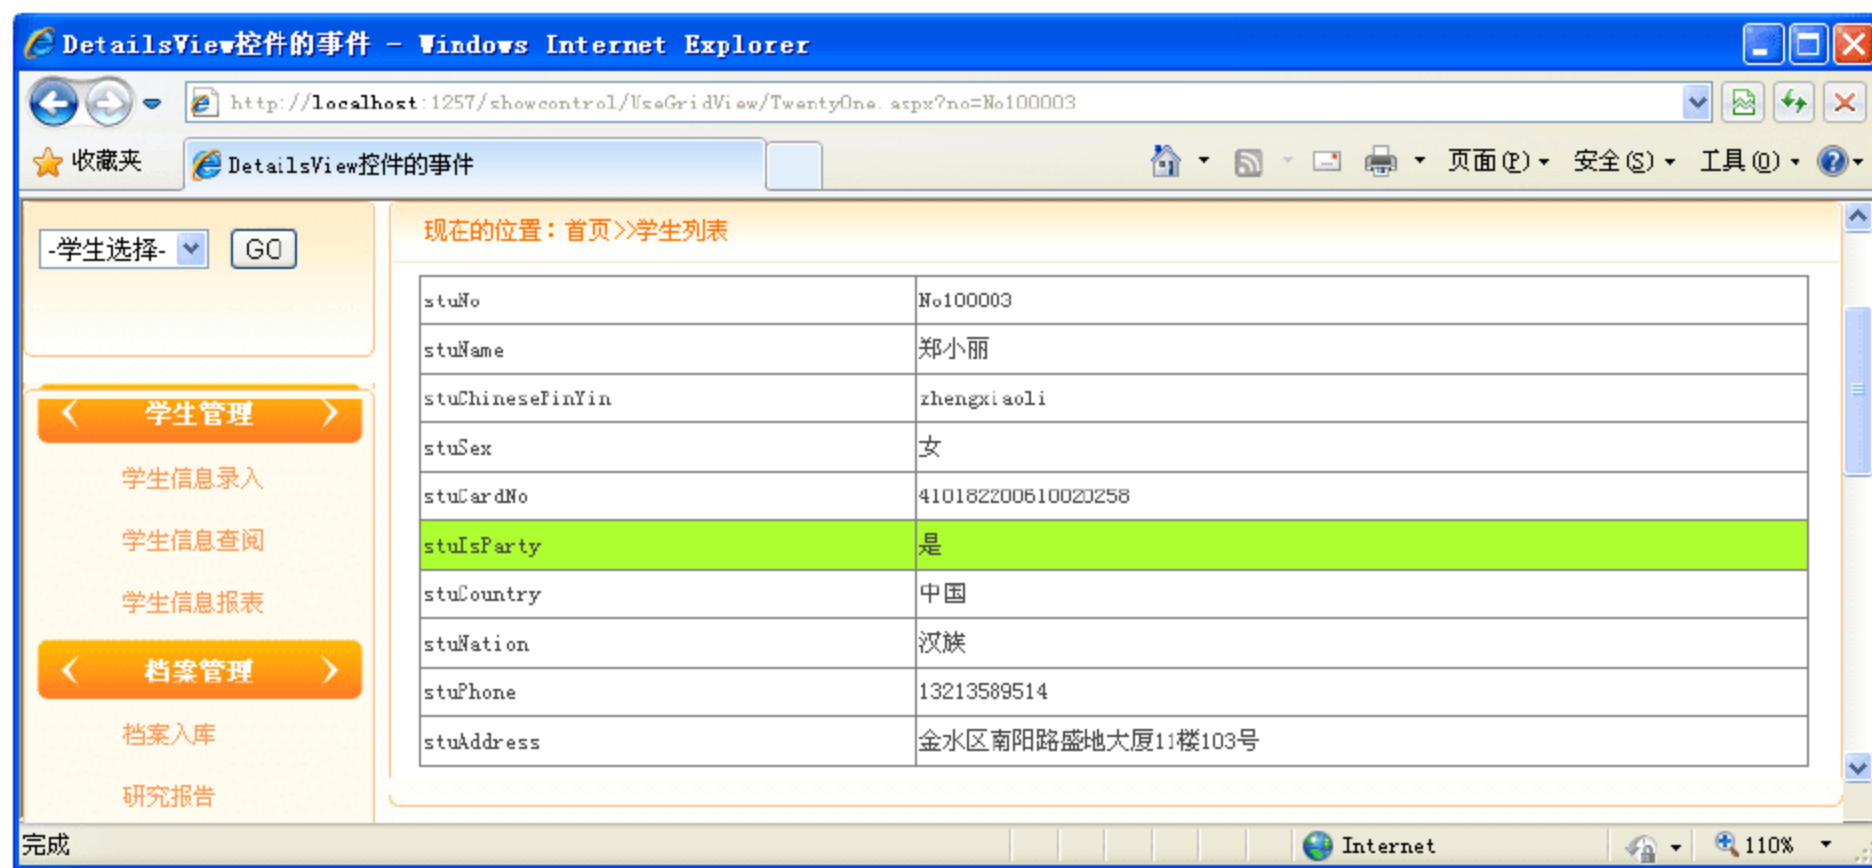 DetailsView控件的事件 - Windows Internet Explorer
http://localhost:1257/showcontrol/UseGridView/TwentyOne.aspx?no=No100003
收藏夹 DetailsView控件的事件 页面(P) 安全(S) 工具(O)
-学生选择- GO
现在的位置：首页>>学生列表
stuNo No100003
stuName 郑小丽
stuChinesePinYin zhengxiaoli
stuSex 女
stuCardNo 410182200610020258
stuIsParty 是
stuCountry 中国
stuNation 汉族
stuPhone 13213589514
stuAddress 金水区南阳路盛地大厦11楼103号
学生管理
学生信息录入
学生信息查阅
学生信息报表
档案管理
档案入库
研究报告
完成 Internet 110%